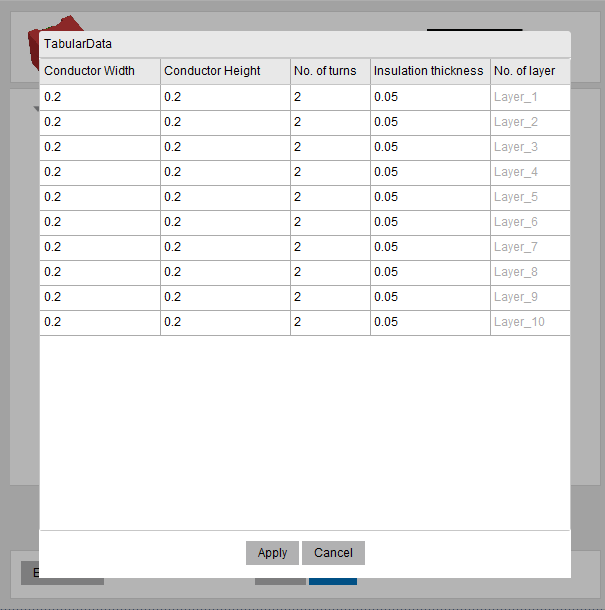 TabularData
Conductor Width Conductor Height No. of turns Insulation thickness No. of layer
0.2 0.2 2 0.05 Layer_1
0.2 0.2 2 0.05 Layer_2
0.2 0.2 2 0.05 Layer_3
0.2 0.2 2 0.05 Layer_4
0.2 0.2 2 0.05 Layer_5
0.2 0.2 2 0.05 Layer_6
0.2 0.2 2 0.05 Layer_7
0.2 0.2 2 0.05 Layer_8
0.2 0.2 2 0.05 Layer_9
0.2 0.2 2 0.05 Layer_10
Apply Cancel